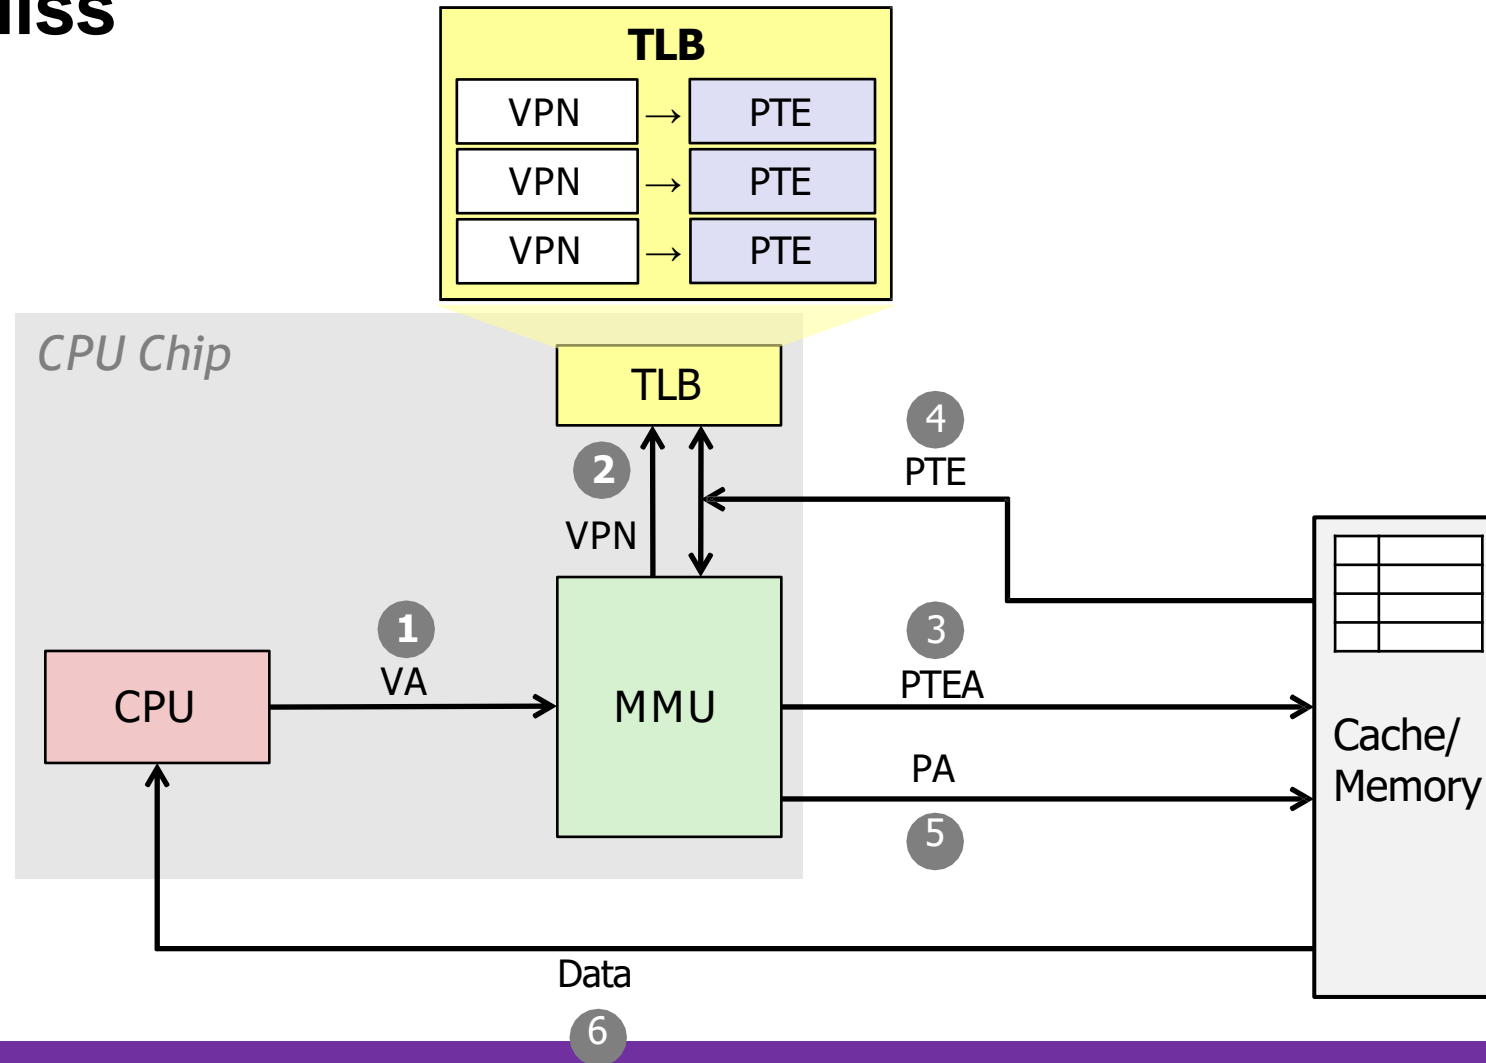 TLB
VPN → PTE
VPN → PTE
VPN → PTE
CPU Chip
TLB
4
PTE
2
VPN
1
VA
3
PTEA
CPU
MMU
Cache/
Memory
PA
5
Data
6